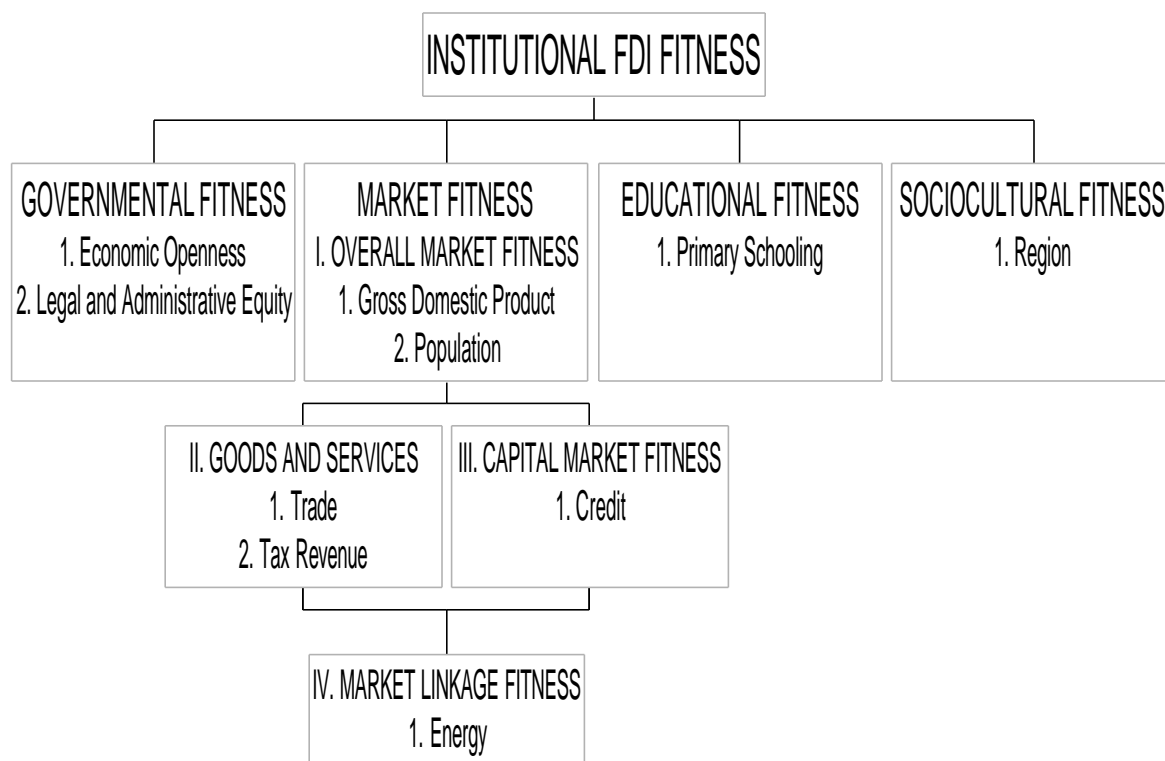 INSTITUTIONAL FDI FITNESS
GOVERNMENTAL FITNESS
1. Economic Openness
2. Legal and Administrative Equity
MARKET FITNESS
I. OVERALL MARKET FITNESS
1. Gross Domestic Product
2. Population
EDUCATIONAL FITNESS
1. Primary Schooling
SOCIOCULTURAL FITNESS
1. Region
II. GOODS AND SERVICES
1. Trade
2. Tax Revenue
III. CAPITAL MARKET FITNESS
1. Credit
IV. MARKET LINKAGE FITNESS
1. Energy